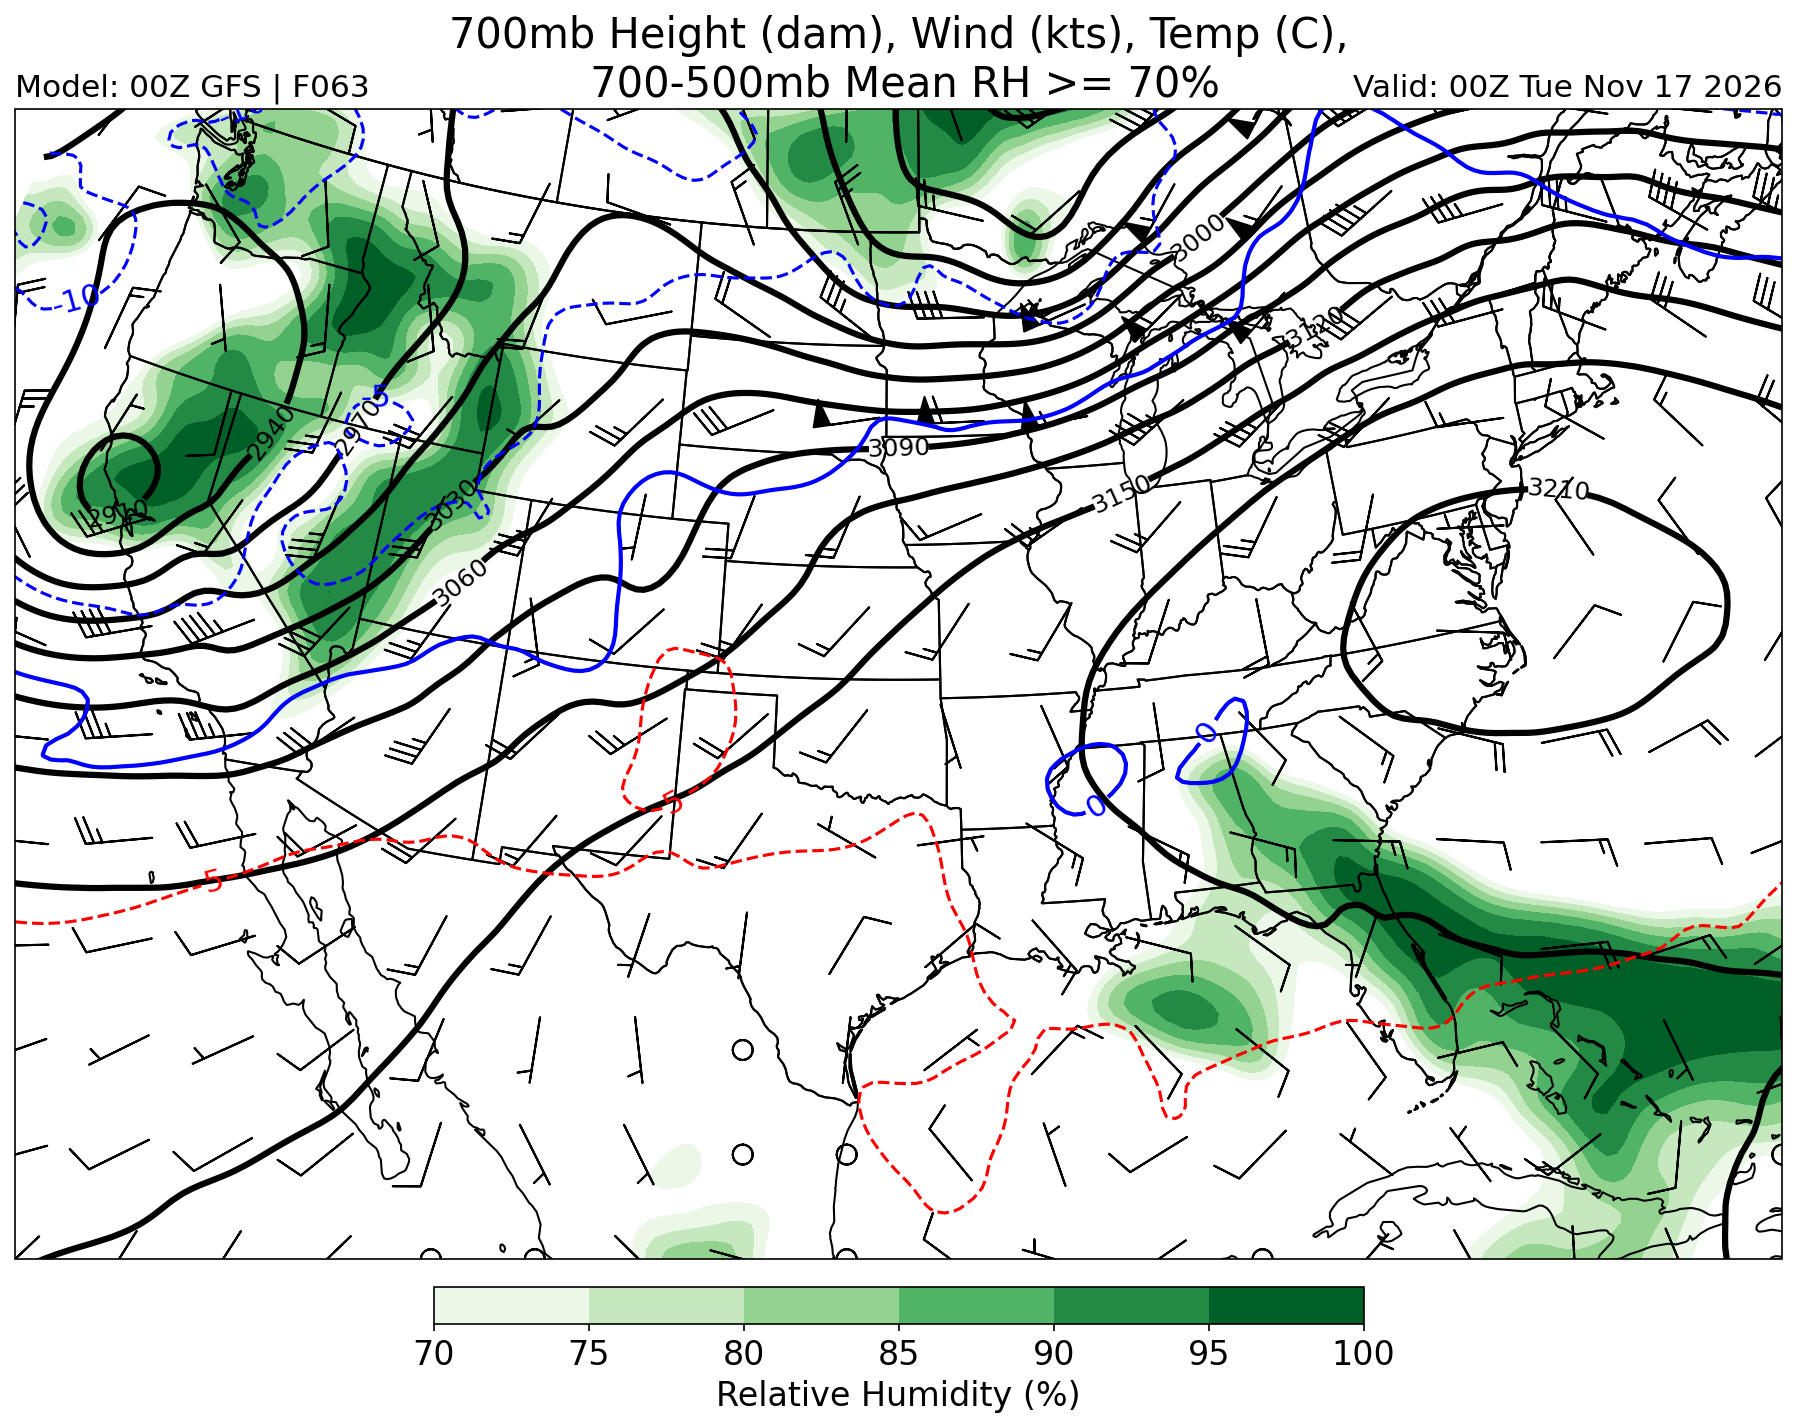 700mb Height (dam), Wind (kts), Temp (C),
700-500mb Mean RH >= 70%
Model: 00Z GFS | F063
Valid: 00Z Tue Nov 17 2026
3000
-10
3120
-5
2940
2970
3090
3150
3210
2910
3030
3060
0
0
5
5
70 75 80 85 90 95 100
Relative Humidity (%)